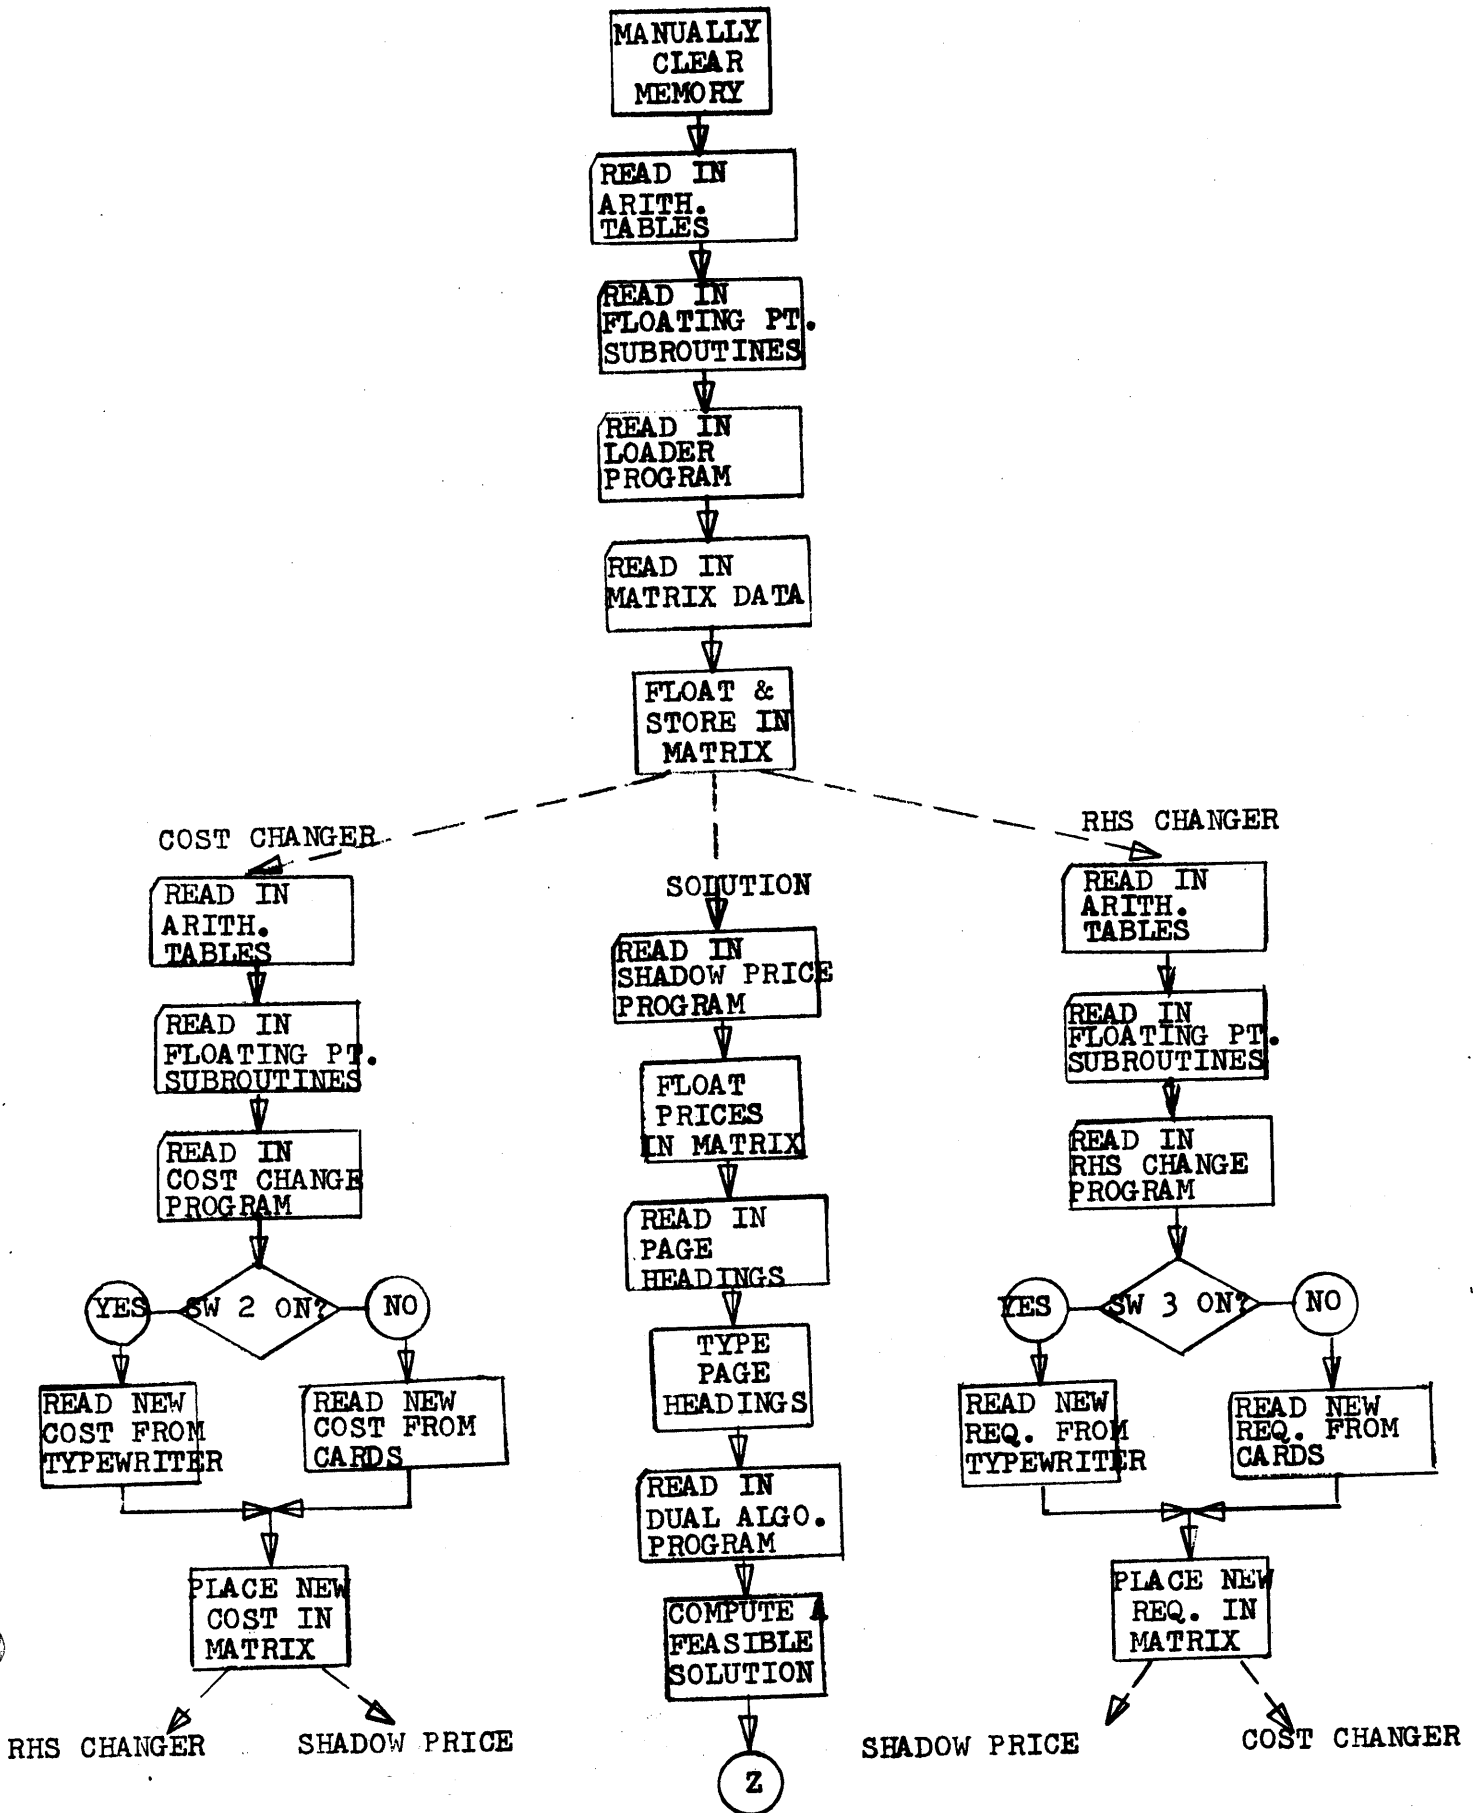 MANUALLY
CLEAR
MEMORY
READ IN
ARITH.
TABLES
READ IN
FLOATING PT.
SUBROUTINES
READ IN
LOADER
PROGRAM
READ IN
MATRIX DATA
FLOAT &
STORE IN
MATRIX
COST CHANGER
READ IN
ARITH.
TABLES
READ IN
FLOATING PT.
SUBROUTINES
READ IN
COST CHANGE
PROGRAM
YES
SW 2 ON?
NO
READ NEW
COST FROM
TYPEWRITER
READ NEW
COST FROM
CARDS
PLACE NEW
COST IN
MATRIX
RHS CHANGER
SHADOW PRICE
SOLUTION
READ IN
SHADOW PRICE
PROGRAM
FLOAT
PRICES
IN MATRIX
READ IN
PAGE
HEADINGS
TYPE
PAGE
HEADINGS
READ IN
DUAL ALGO.
PROGRAM
COMPUTE A
FEASIBLE
SOLUTION
Z
RHS CHANGER
READ IN
ARITH.
TABLES
READ IN
FLOATING PT.
SUBROUTINES
READ IN
RHS CHANGE
PROGRAM
YES
SW 3 ON?
NO
READ NEW
REQ. FROM
TYPEWRITER
READ NEW
REQ. FROM
CARDS
PLACE NEW
REQ. IN
MATRIX
SHADOW PRICE
COST CHANGER